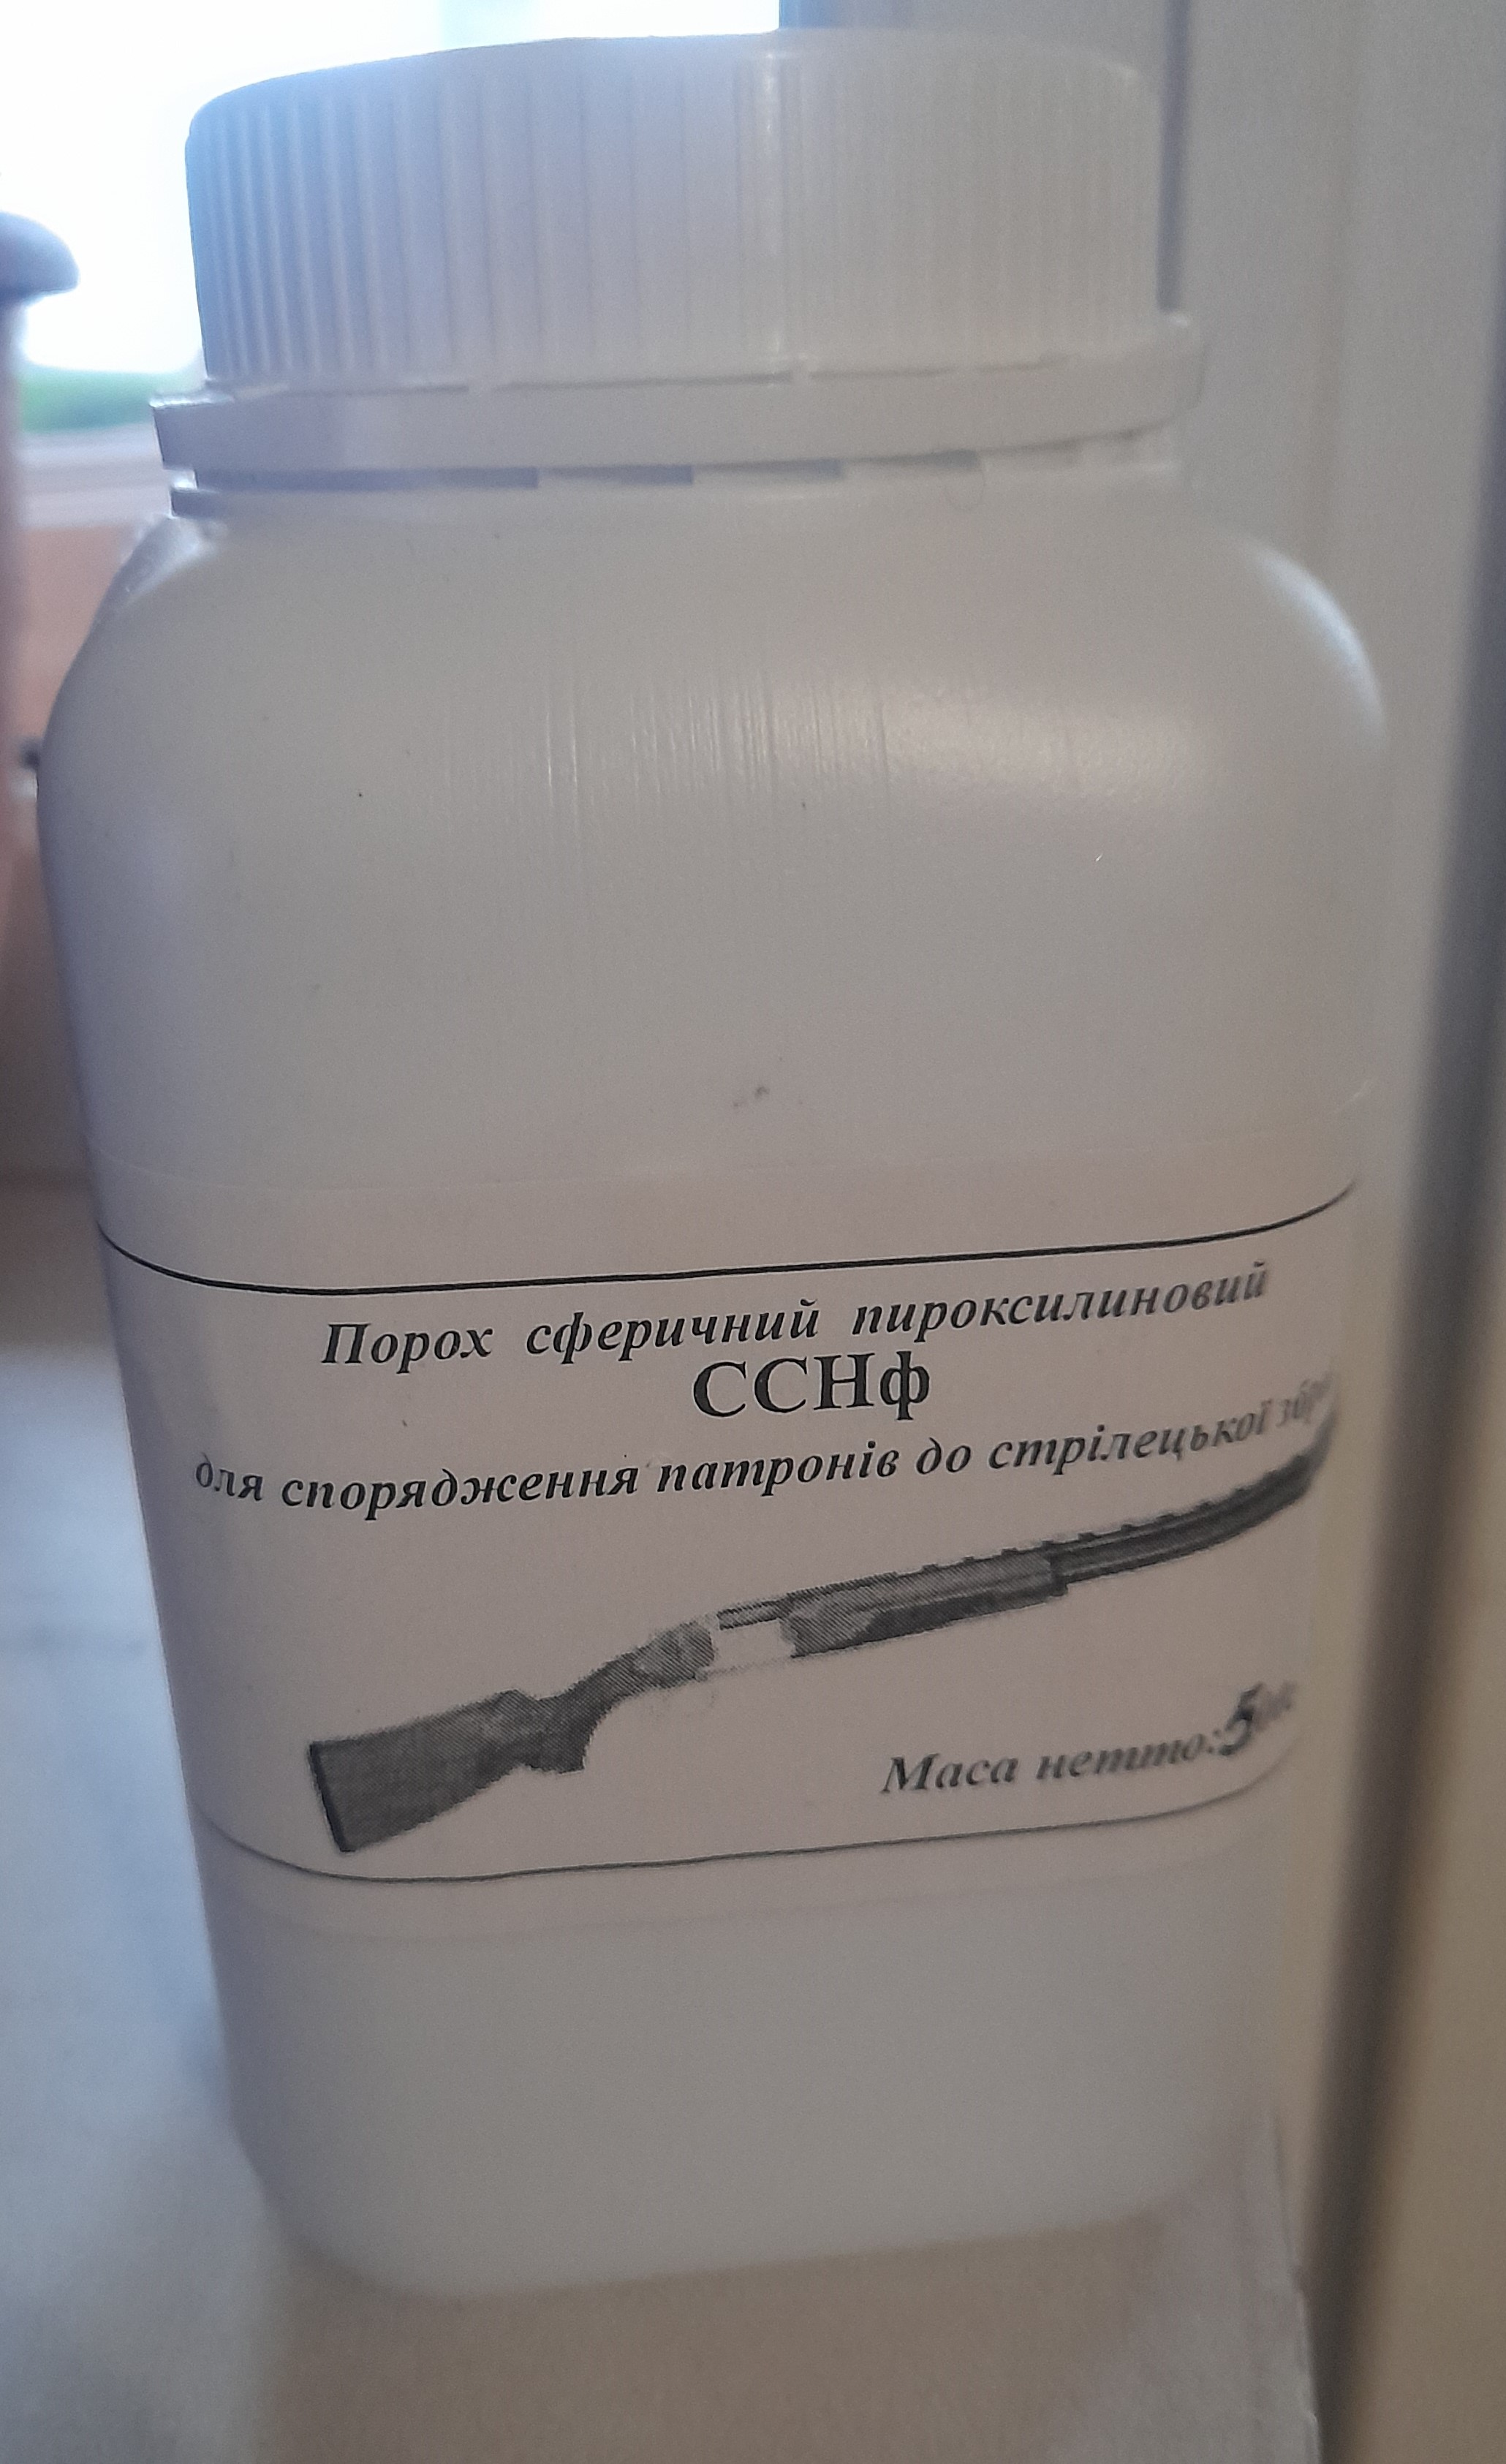 Порох сферичний пироксилиновий
ССНф
для спорядження патронів до стрілецької
Маса нетто: